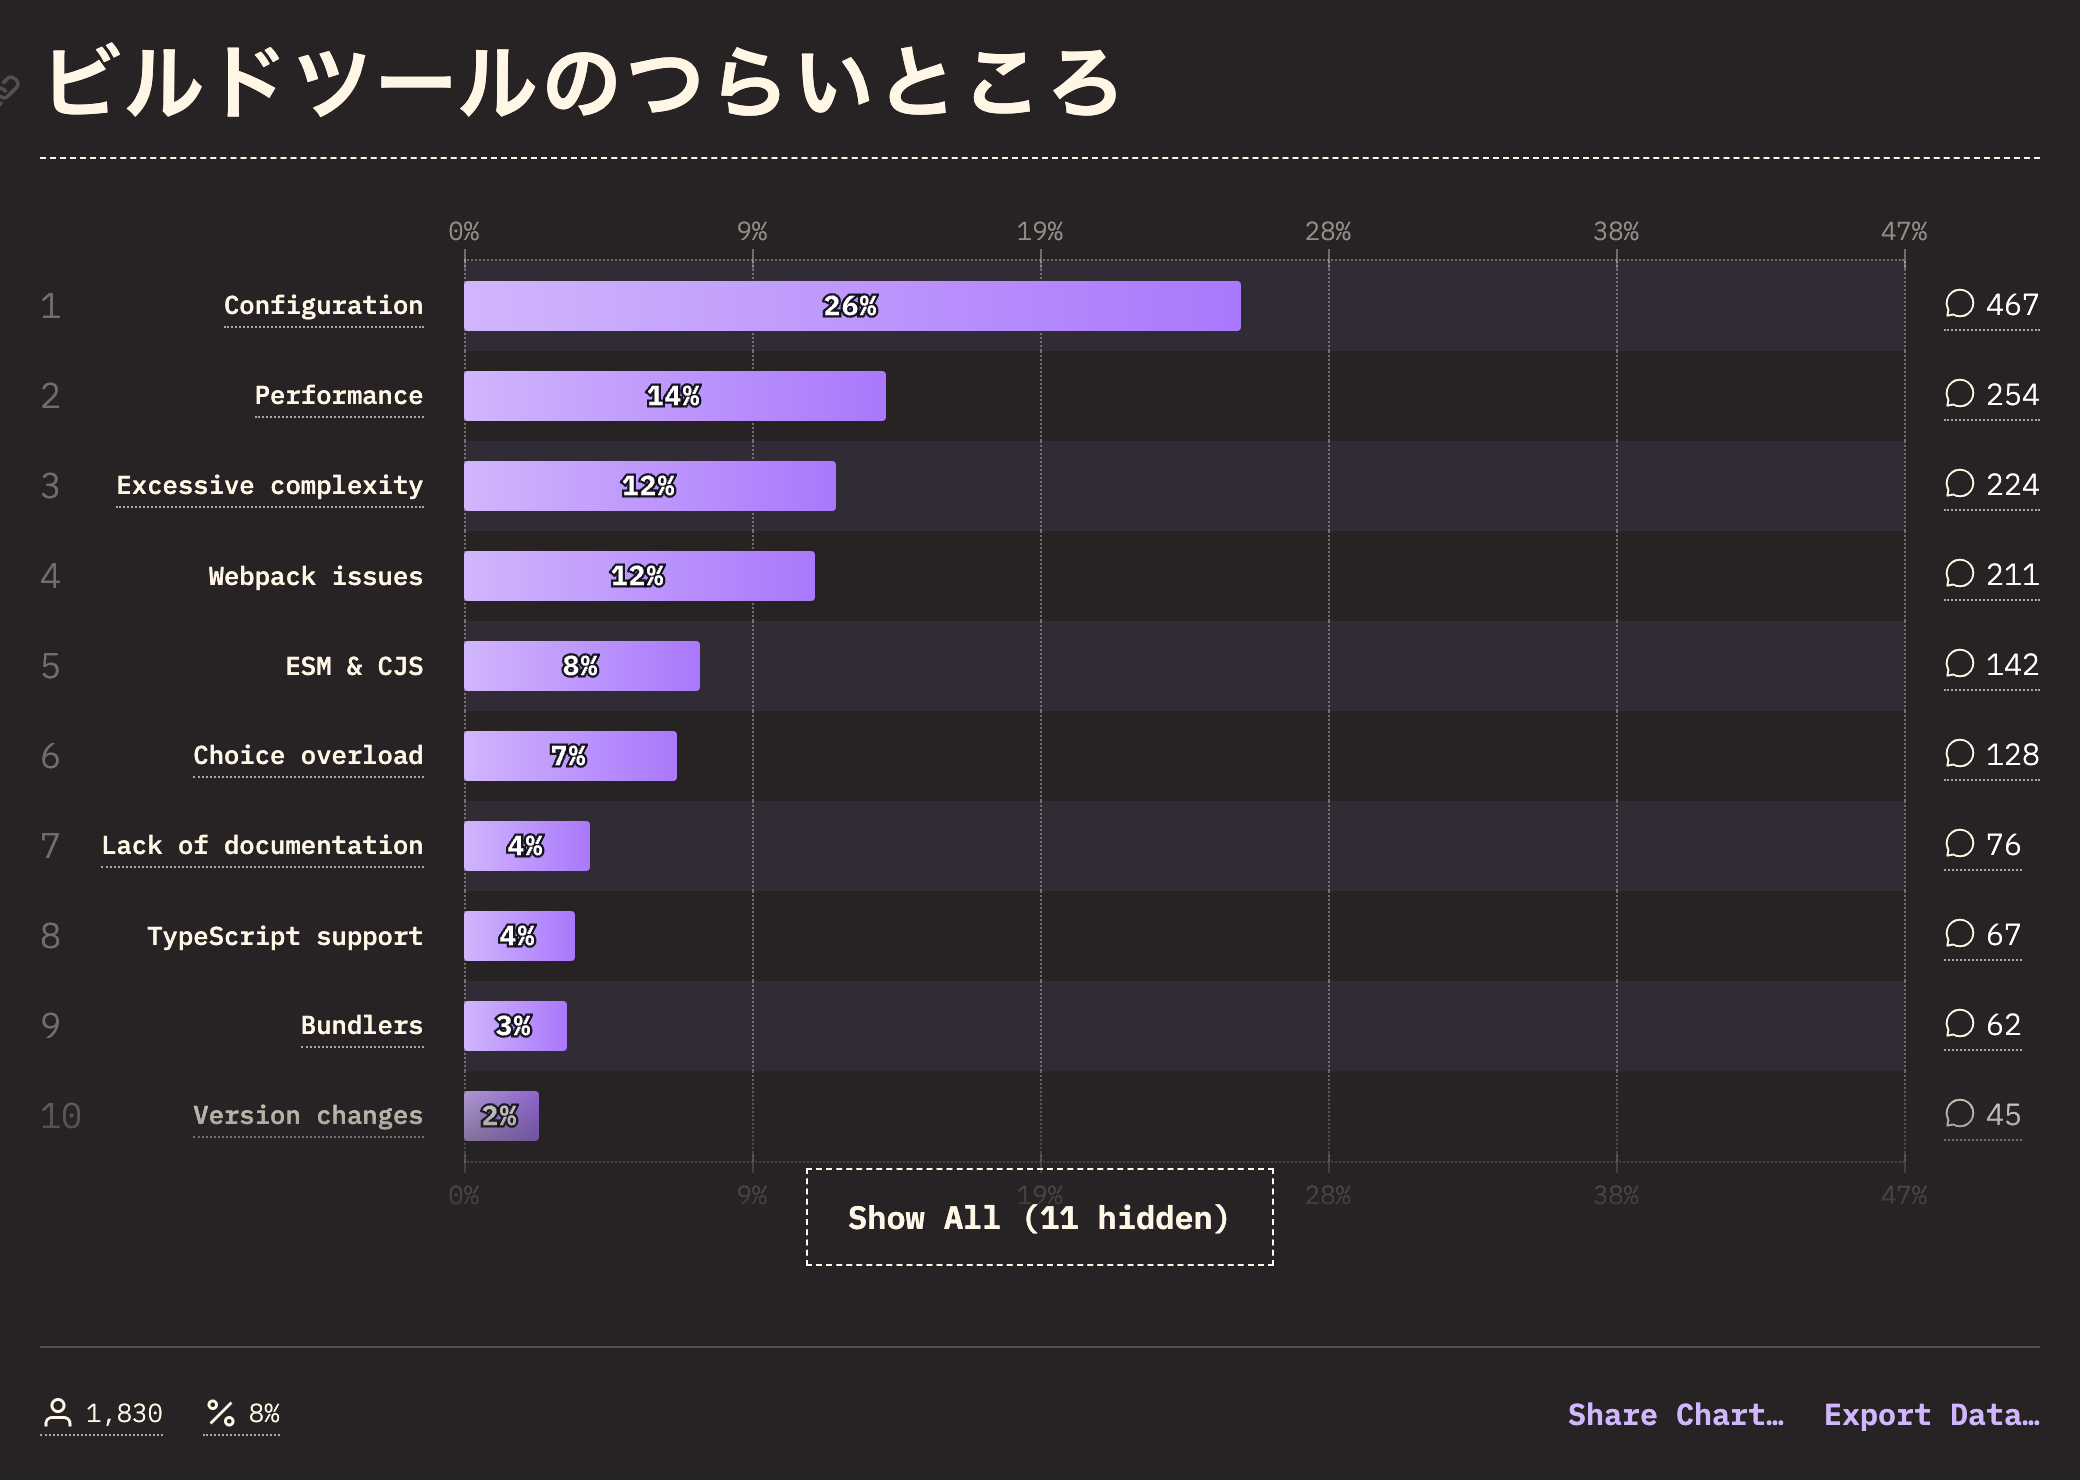 ビルドツールのつらいところ
0% 9% 19% 28% 38% 47%
1 Configuration 26% 467
2 Performance 14% 254
3 Excessive complexity 12% 224
4 Webpack issues 12% 211
5 ESM & CJS 8% 142
6 Choice overload 7% 128
7 Lack of documentation 4% 76
8 TypeScript support 4% 67
9 Bundlers 3% 62
10 Version changes 2% 45
0% 9% 19% 28% 38% 47%
Show All (11 hidden)
1,830 % 8% Share Chart… Export Data…